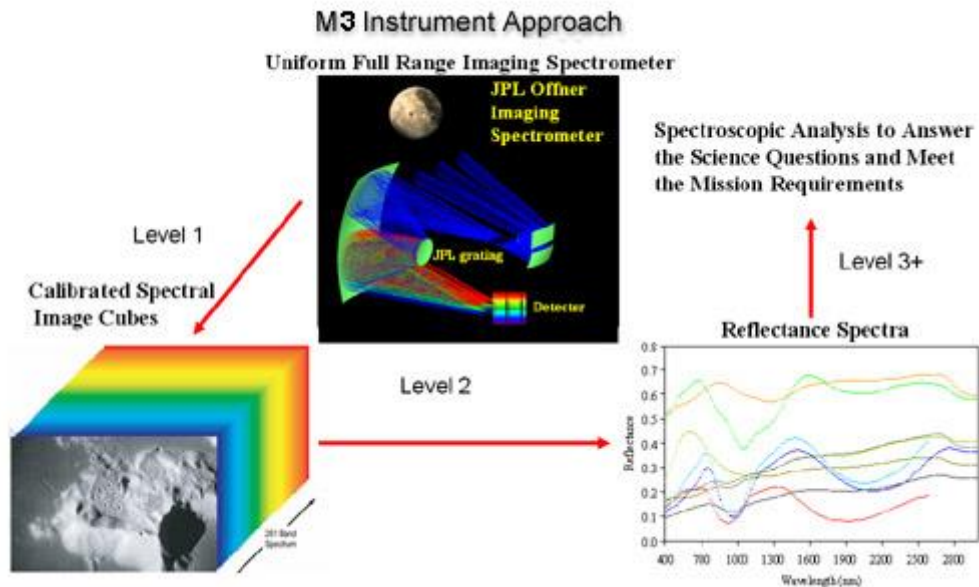 M3 Instrument Approach
Uniform Full Range Imaging Spectrometer
JPL Offner
Imaging
Spectrometer
JPL grating
Detecter
Level 1
Calibrated Spectral
Image Cubes
261 Band
Spectrum
Level 2
Spectroscopic Analysis to Answer
the Science Questions and Meet
the Mission Requirements
Level 3+
Reflectance Spectra
Reflectance
0.8
0.7
0.6
0.5
0.4
0.3
0.2
0.1
0.0
400 700 1000 1300 1600 1900 2200 2500 2800
Wavelength (nm)